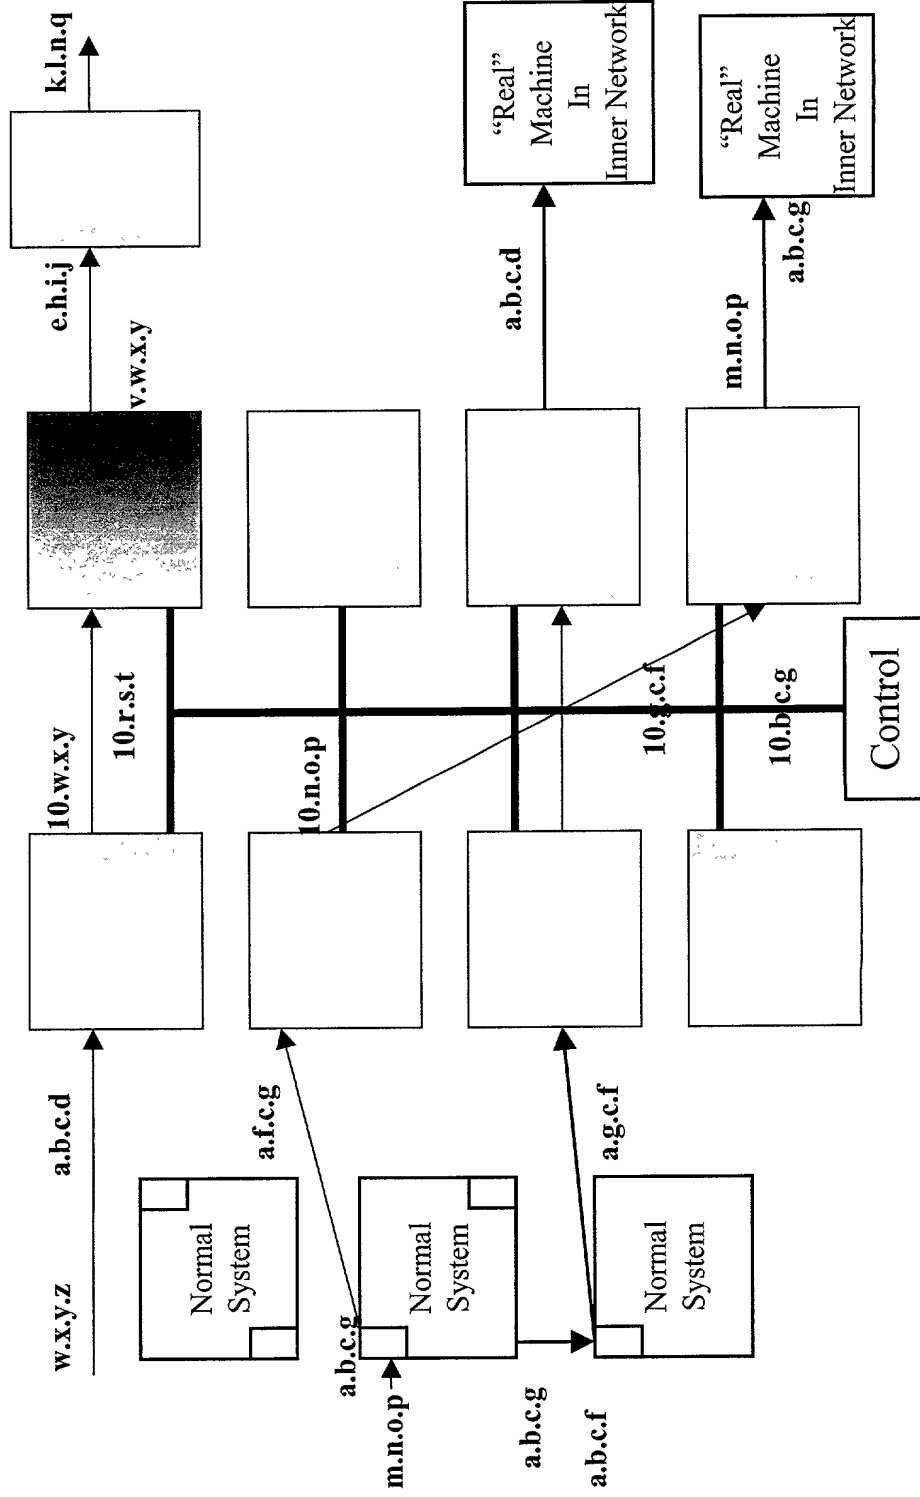 w.x.y.z
a.b.c.d
10.w.x.y
10.r.s.t
e.h.i.j
v.w.x.y
k.l.n.q
Normal
System
a.b.c.g
m.n.o.p
Normal
System
a.f.c.g
10.n.o.p
a.b.c.g
a.b.c.f
Normal
System
a.g.c.f
10.g.c.f
a.b.c.d
"Real"
Machine
In
Inner Network
10.b.c.g
m.n.o.p
a.b.c.g
"Real"
Machine
In
Inner Network
Control